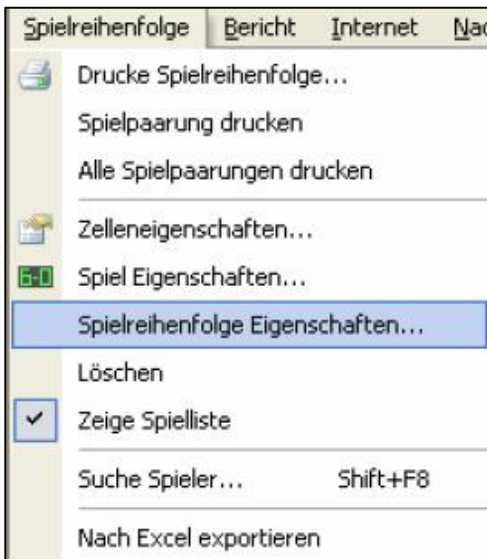 Spielreihenfolge Bericht Internet
Drucke Spielreihenfolge...
Spielpaarung drucken
Alle Spielpaarungen drucken
Zelleneigenschaften...
6-0 Spiel Eigenschaften...
Spielreihenfolge Eigenschaften...
Löschen
Zeige Spielliste
Suche Spieler... Shift+F8
Nach Excel exportieren